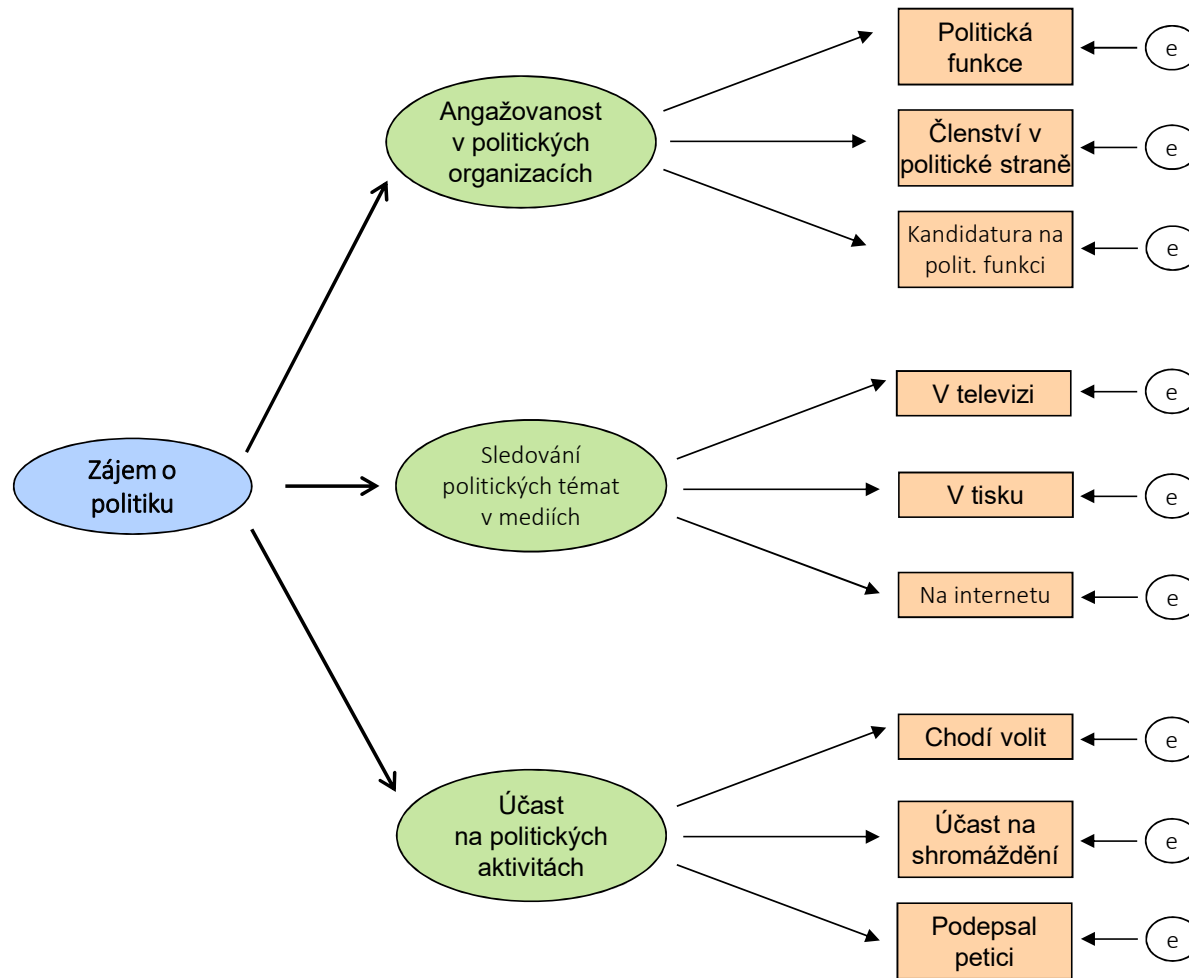 Politická
funkce
e
Angažovanost
v politických
organizacích
Členství v
politické straně
e
Kandidatura na
polit. funkci
e
V televizi
e
Zájem o
politiku
Sledování
politických témat
v mediích
V tisku
e
Na internetu
e
Chodí volit
e
Účast
na politických
aktivitách
Účast na
shromáždění
e
Podepsal
petici
e